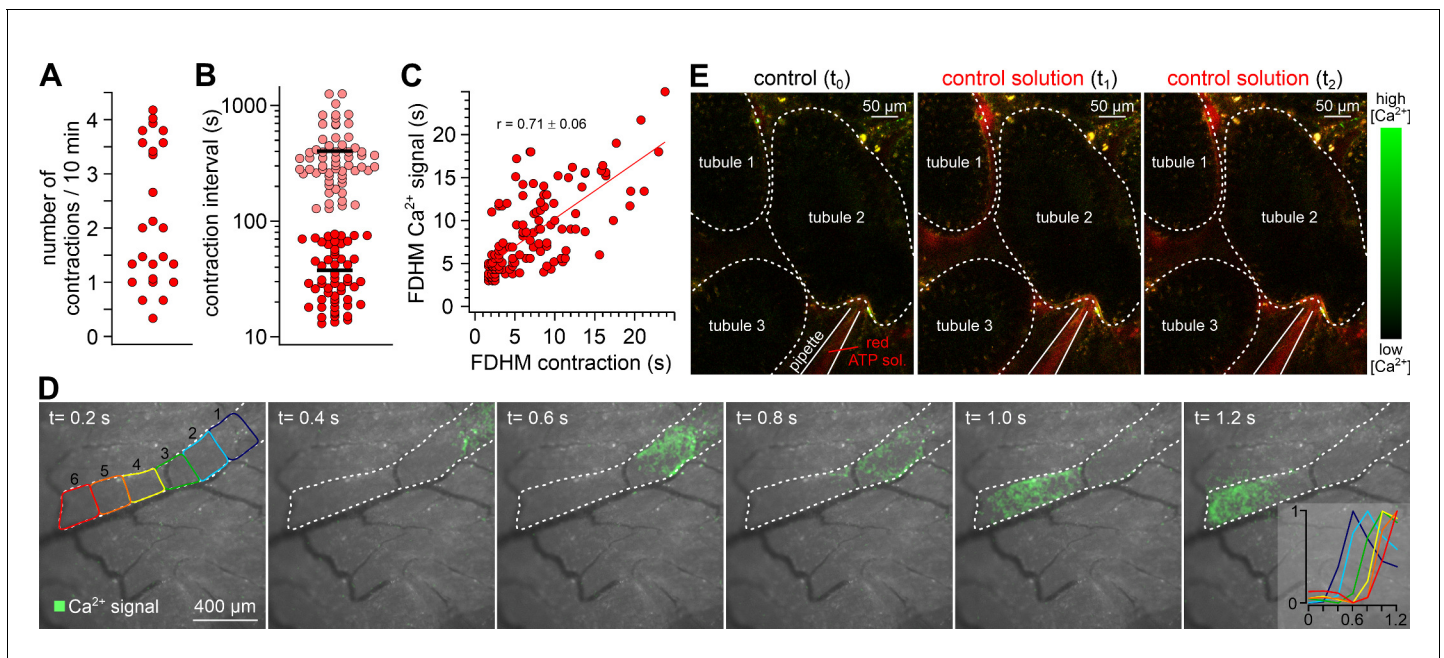 A
number of
contractions / 10 min
4
3
2
1
0
B
contraction interval (s)
1000
100
10
C
FDHM Ca²⁺ signal (s)
r = 0.71 ± 0.06
20
15
10
5
0
0 5 10 15 20
FDHM contraction (s)
E
control (t₀)
50 µm
tubule 1
tubule 2
tubule 3
pipette
red
ATP sol.
control solution (t₁)
50 µm
tubule 1
tubule 2
tubule 3
control solution (t₂)
50 µm
tubule 1
tubule 2
tubule 3
high
[Ca²⁺]
low
[Ca²⁺]
D
t= 0.2 s
1
2
3
4
5
6
Ca²⁺ signal
400 µm
t= 0.4 s
t= 0.6 s
t= 0.8 s
t= 1.0 s
t= 1.2 s
1
0
0 0.6 1.2